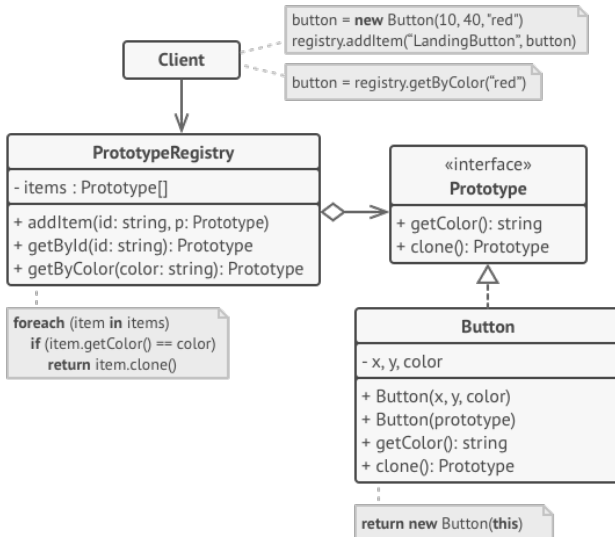 button = new Button(10, 40, "red")
registry.addItem(“LandingButton”, button)
Client
button = registry.getByColor(“red”)
PrototypeRegistry
- items : Prototype[]
+ addItem(id: string, p: Prototype)
+ getById(id: string): Prototype
+ getByColor(color: string): Prototype
«interface»
Prototype
+ getColor(): string
+ clone(): Prototype
foreach (item in items)
if (item.getColor() == color)
return item.clone()
Button
- x, y, color
+ Button(x, y, color)
+ Button(prototype)
+ getColor(): string
+ clone(): Prototype
return new Button(this)